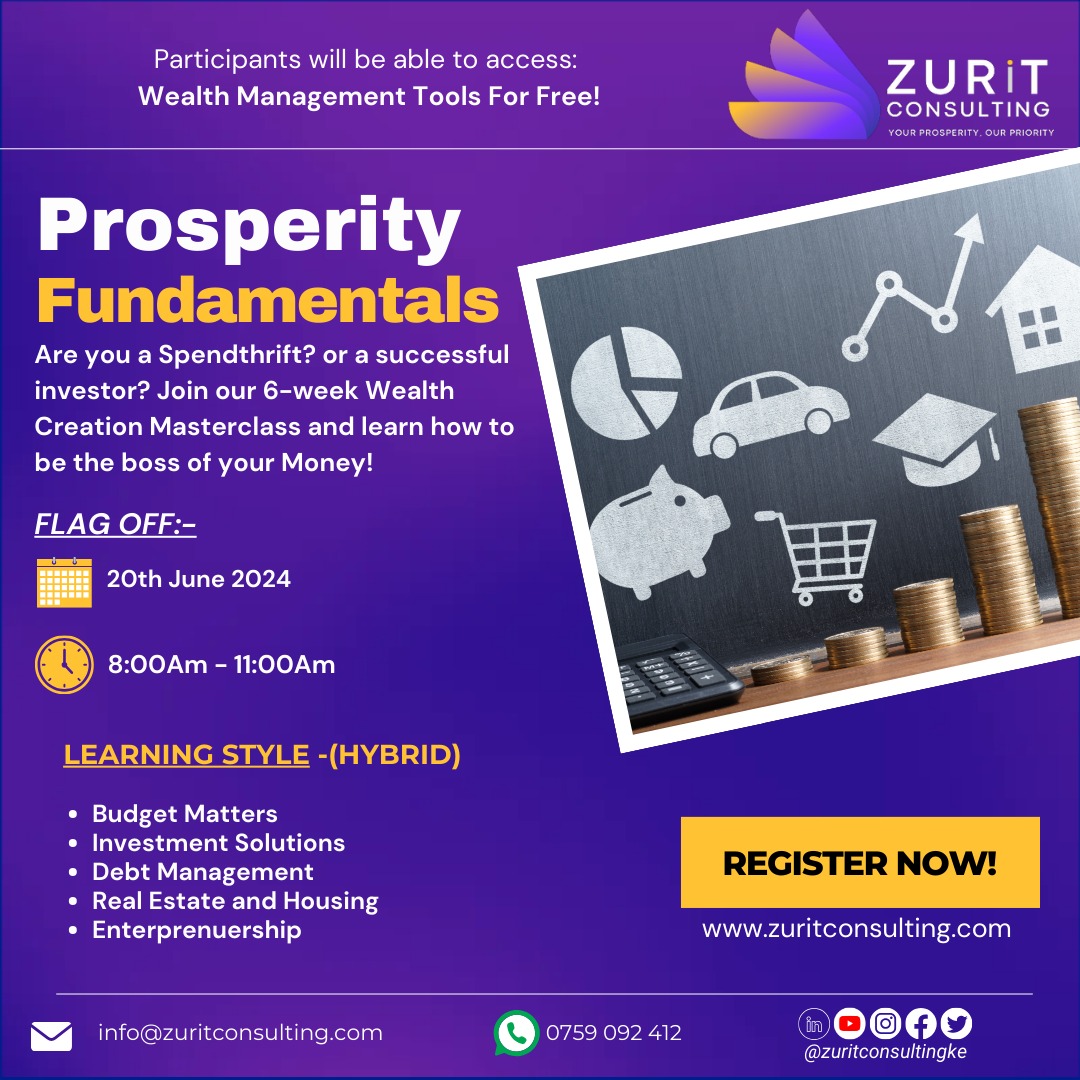 Participants will be able to access:
Wealth Management Tools For Free!
ZURiT
CONSULTING
YOUR PROSPERITY, OUR PRIORITY
Prosperity
Fundamentals
Are you a Spendthrift? or a successful
investor? Join our 6-week Wealth
Creation Masterclass and learn how to
be the boss of your Money!
FLAG OFF:-
20th June 2024
8:00Am - 11:00Am
LEARNING STYLE -(HYBRID)
• Budget Matters
• Investment Solutions
• Debt Management
• Real Estate and Housing
• Enterprenuership
REGISTER NOW!
www.zuritconsulting.com
info@zuritconsulting.com
0759 092 412
in
@zuritconsultingke